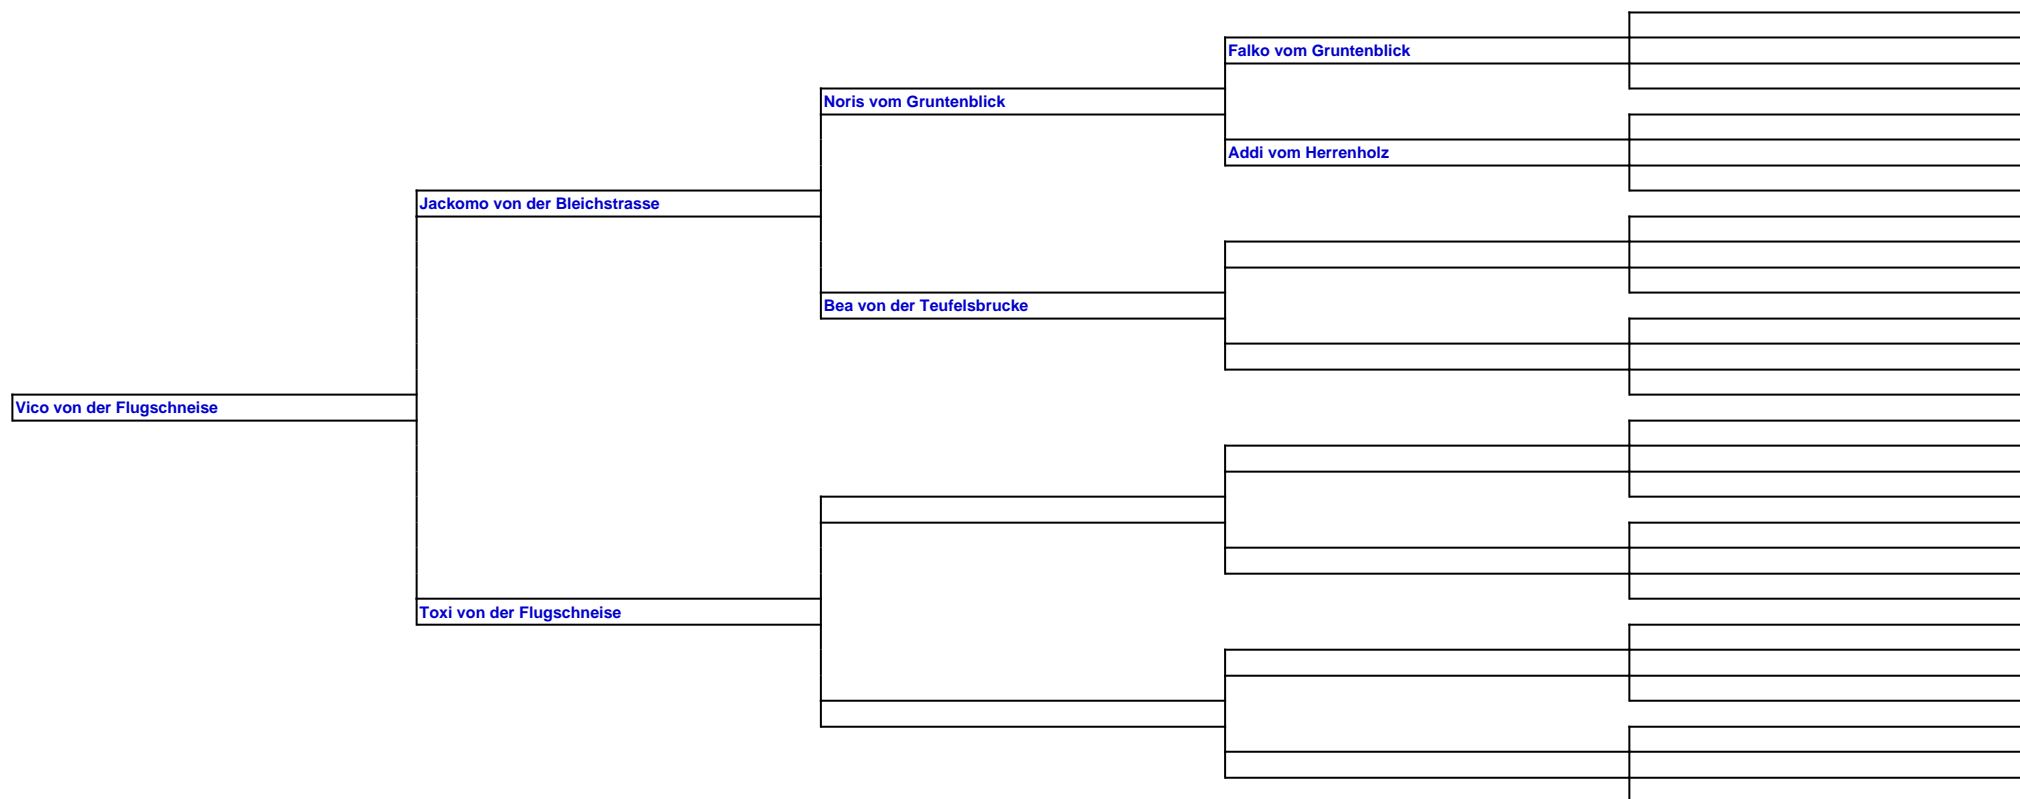 Falko vom Gruntenblick
Noris vom Gruntenblick
Addi vom Herrenholz
Jackomo von der Bleichstrasse
Bea von der Teufelsbrucke
Vico von der Flugschneise
Toxi von der Flugschneise